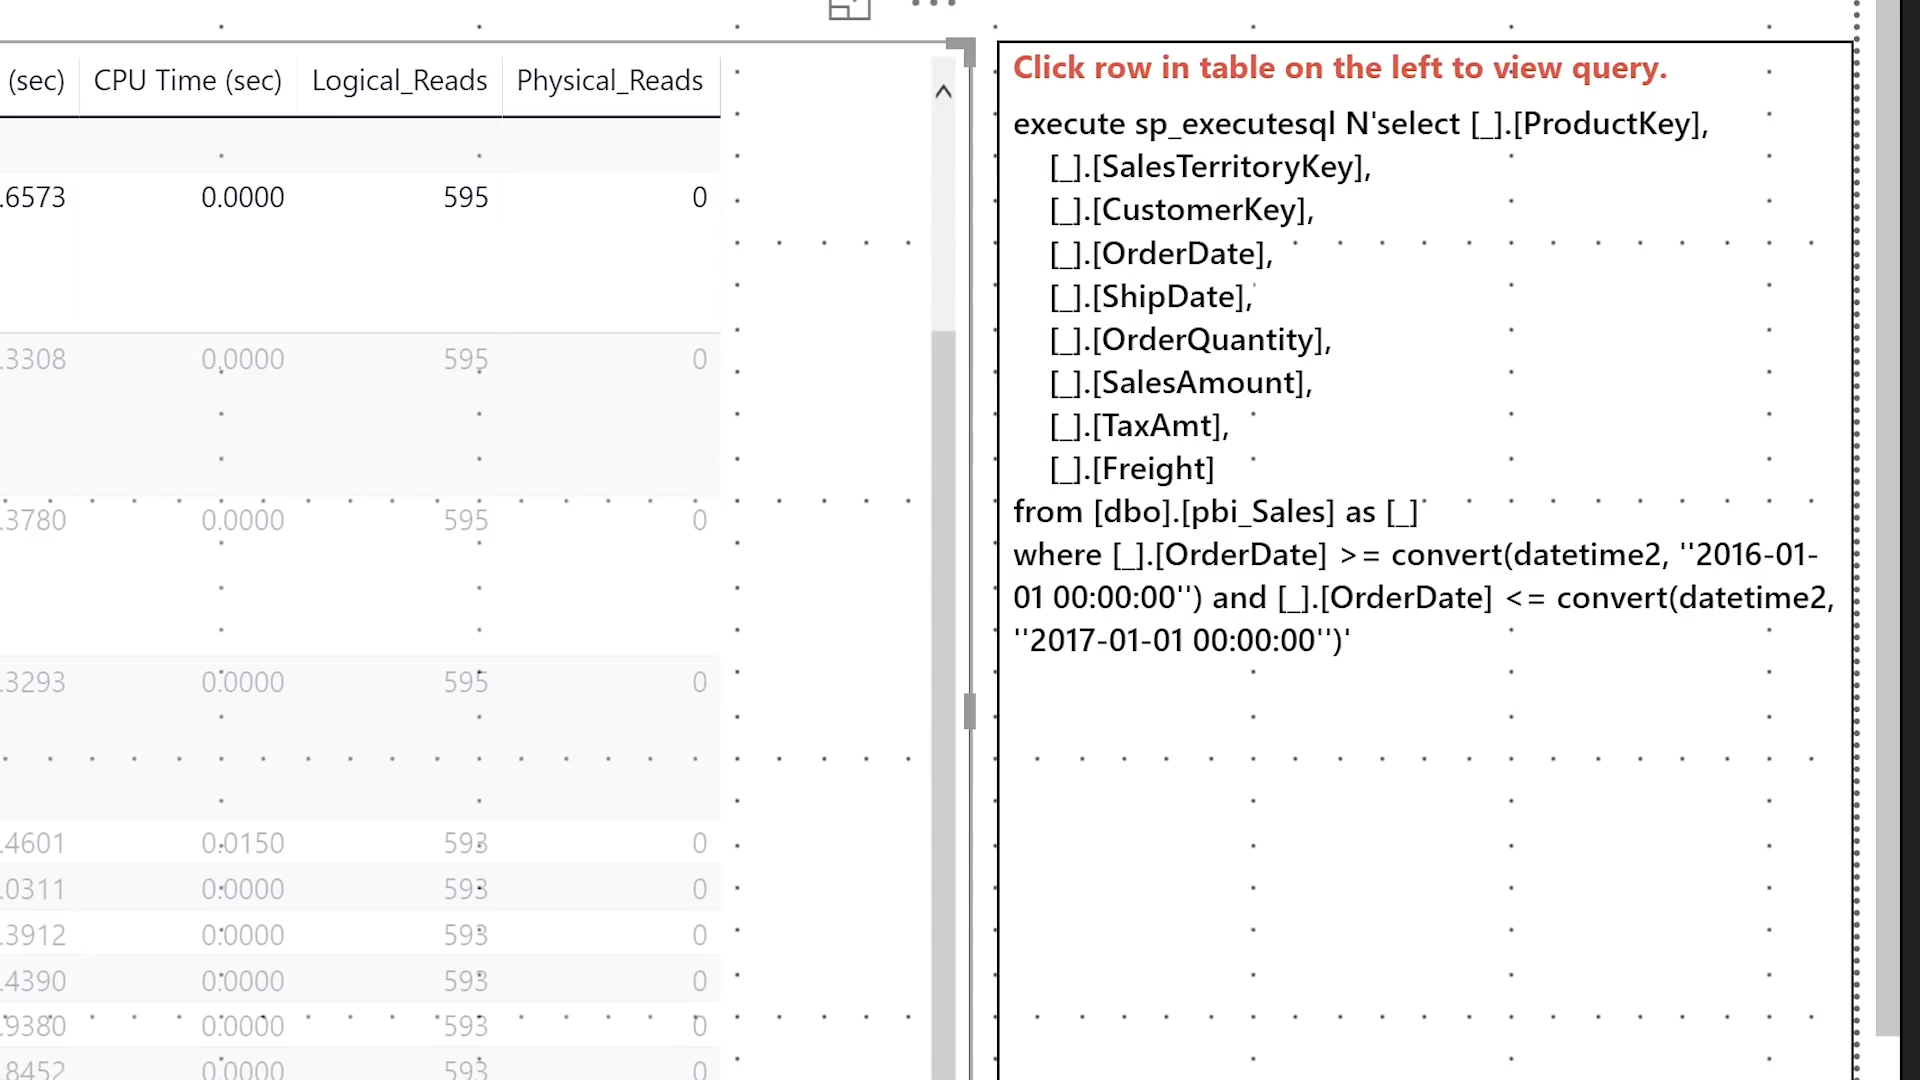 (sec) CPU Time (sec) Logical_Reads Physical_Reads
.6573 0.0000 595 0
.3308 0.0000 595 0
.3780 0.0000 595 0
.3293 0.0000 595 0
.4601 0.0150 593 0
.0311 0.0000 593 0
.3912 0.0000 593 0
.4390 0.0000 593 0
.9380 0.0000 593 0
.8452 0.0000 593 0
Click row in table on the left to view query.
execute sp_executesql N'select [_].[ProductKey],
[_].[SalesTerritoryKey],
[_].[CustomerKey],
[_].[OrderDate],
[_].[ShipDate],
[_].[OrderQuantity],
[_].[SalesAmount],
[_].[TaxAmt],
[_].[Freight]
from [dbo].[pbi_Sales] as [_]
where [_].[OrderDate] >= convert(datetime2, ''2016-01-
01 00:00:00'') and [_].[OrderDate] <= convert(datetime2,
''2017-01-01 00:00:00'')'